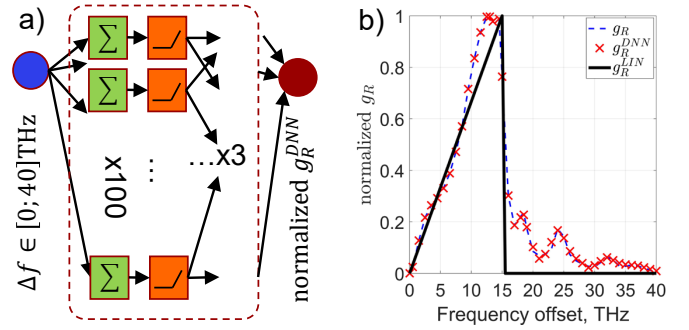 a)
Δf ∈ [0;40]THz
∑
∑
x100
...
...x3
∑
normalized g_R^DNN
b)
normalized g_R
1
0.8
0.6
0.4
0.2
0
0 5 10 15 20 25 30 35 40
Frequency offset, THz
g_R
g_R^DNN
g_R^LIN